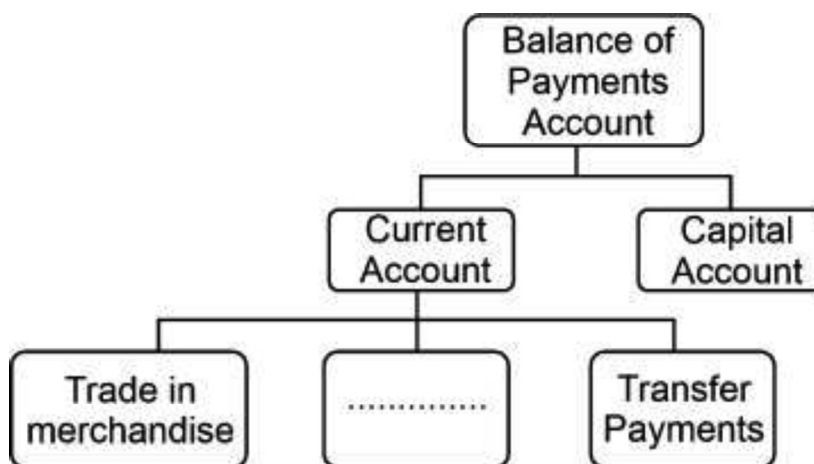 Balance of
Payments
Account
Current
Account
Capital
Account
Trade in
merchandise
..............
Transfer
Payments